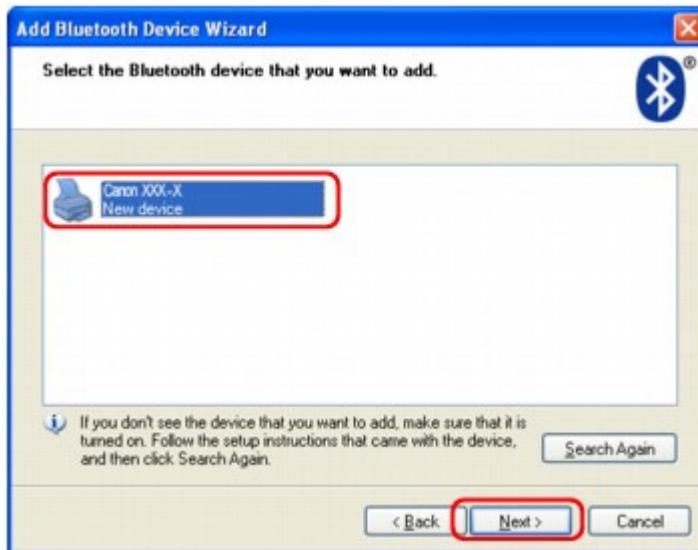 Add Bluetooth Device Wizard
Select the Bluetooth device that you want to add.
®
Canon XXX-X
New device
If you don't see the device that you want to add, make sure that it is
turned on. Follow the setup instructions that came with the device,
and then click Search Again.
Search Again
< Back Next > Cancel